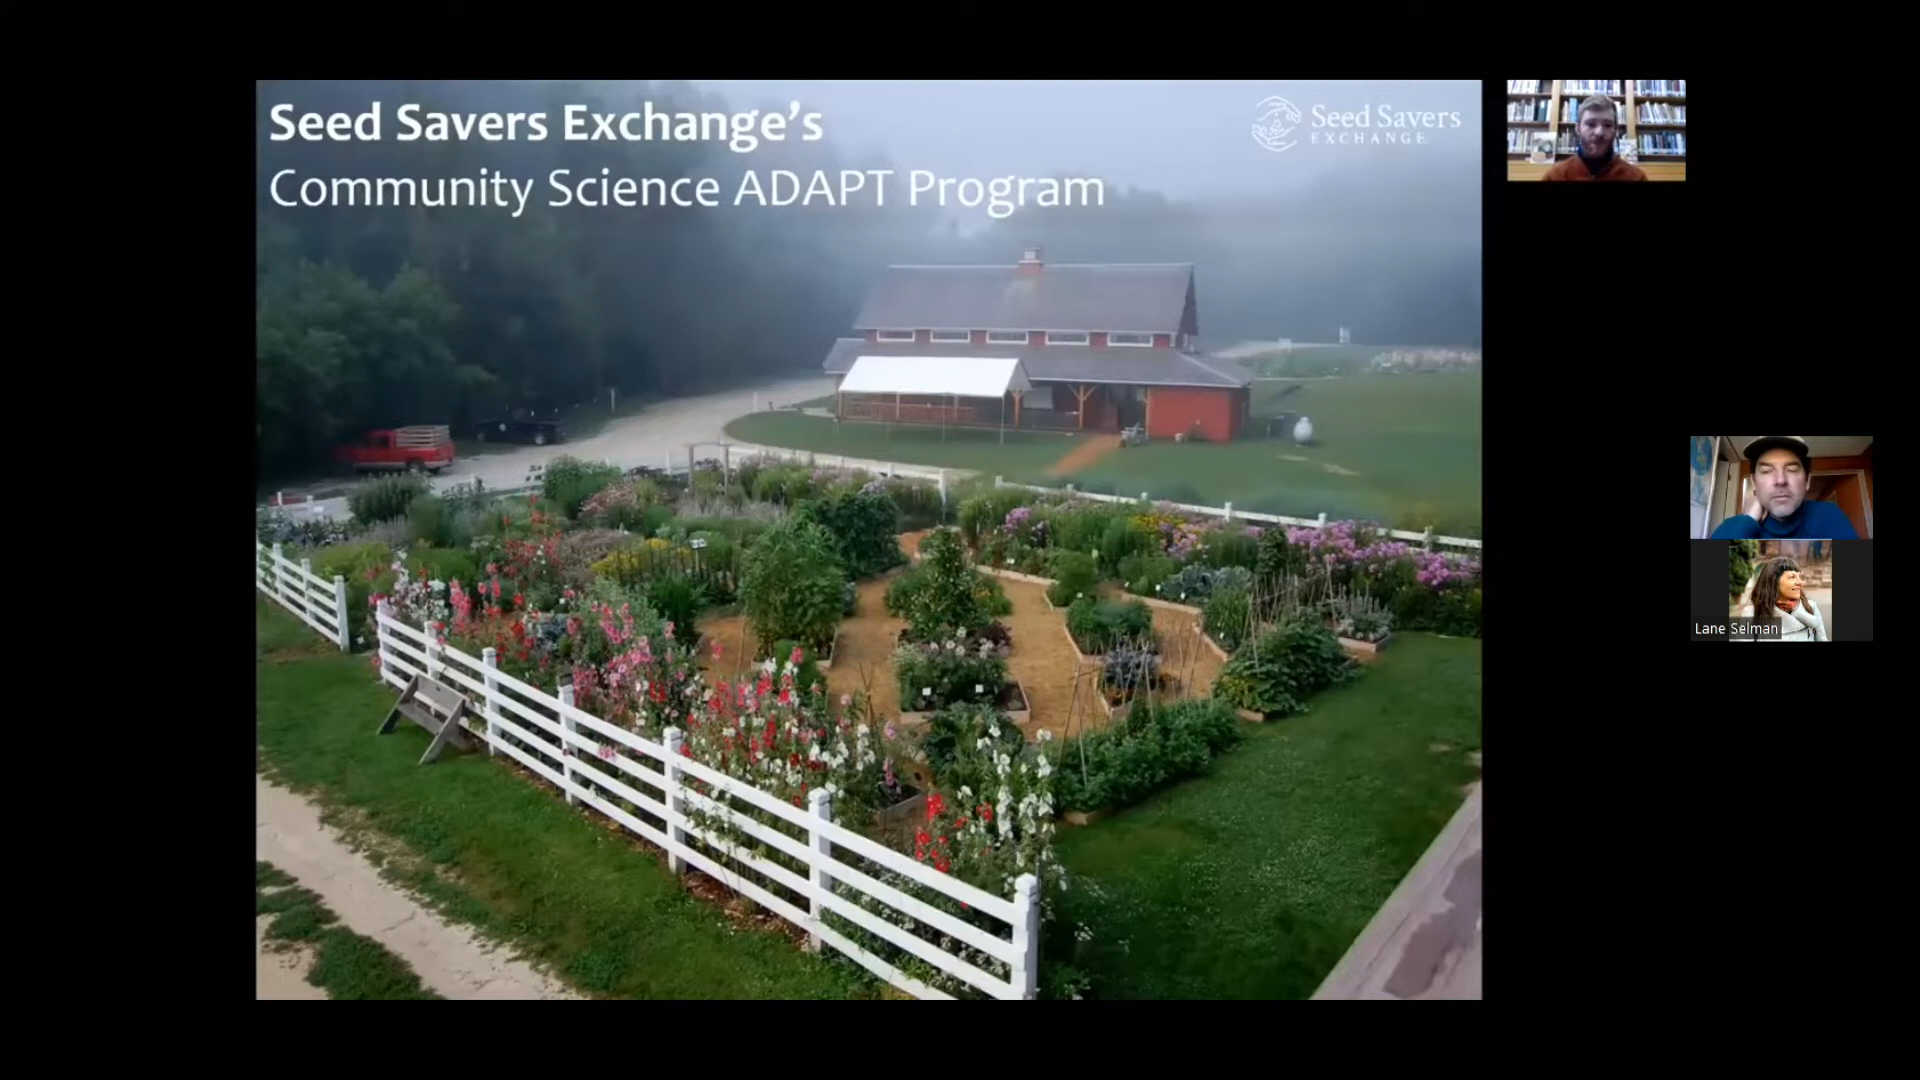 Seed Savers Exchange's
Community Science ADAPT Program
Seed Savers
EXCHANGE
Lane Selman